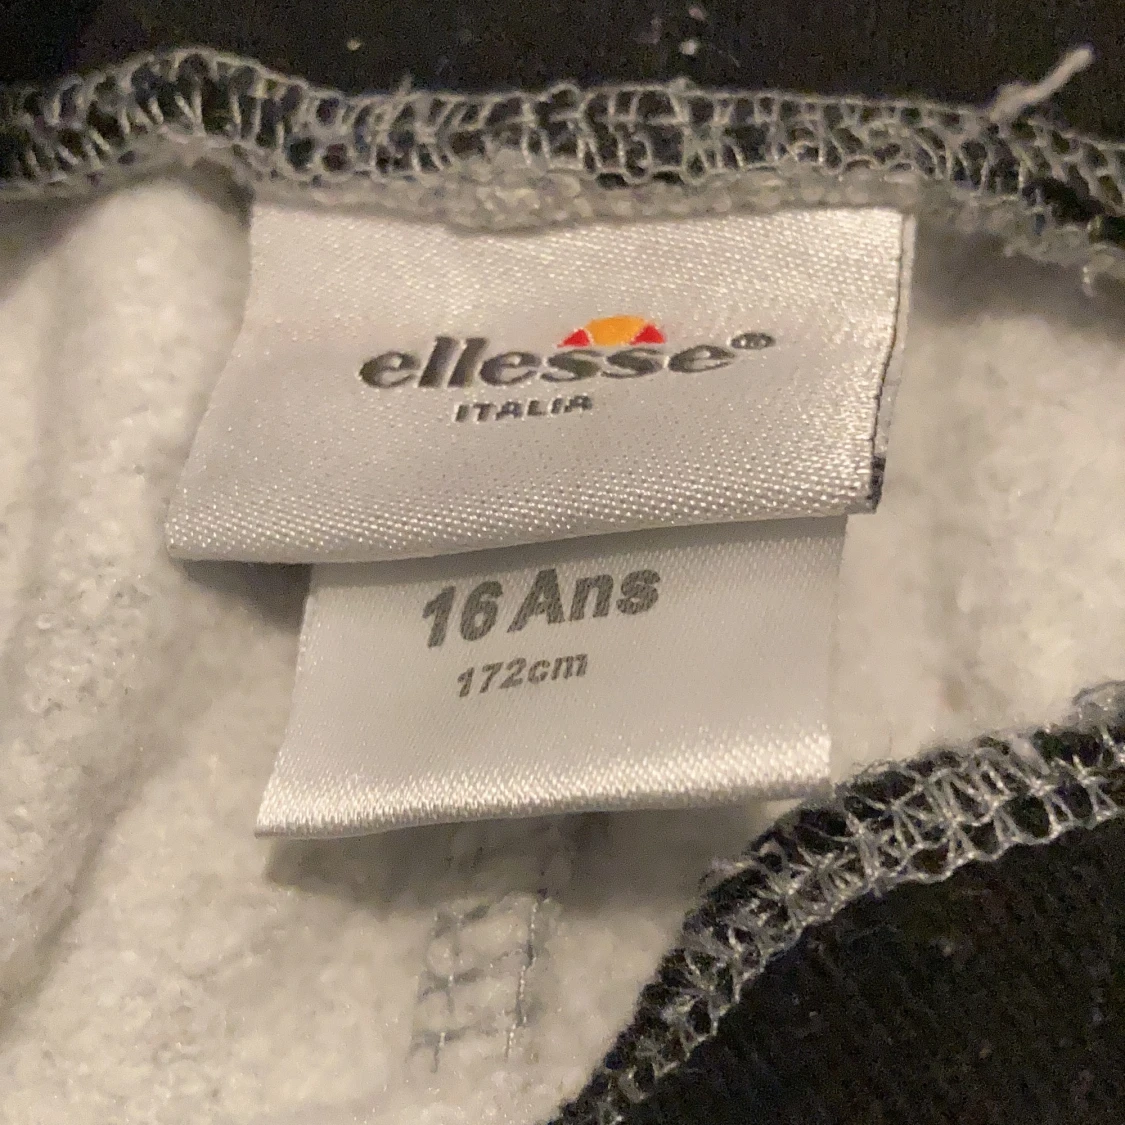 ellesse®
ITALIA
16 Ans
172cm